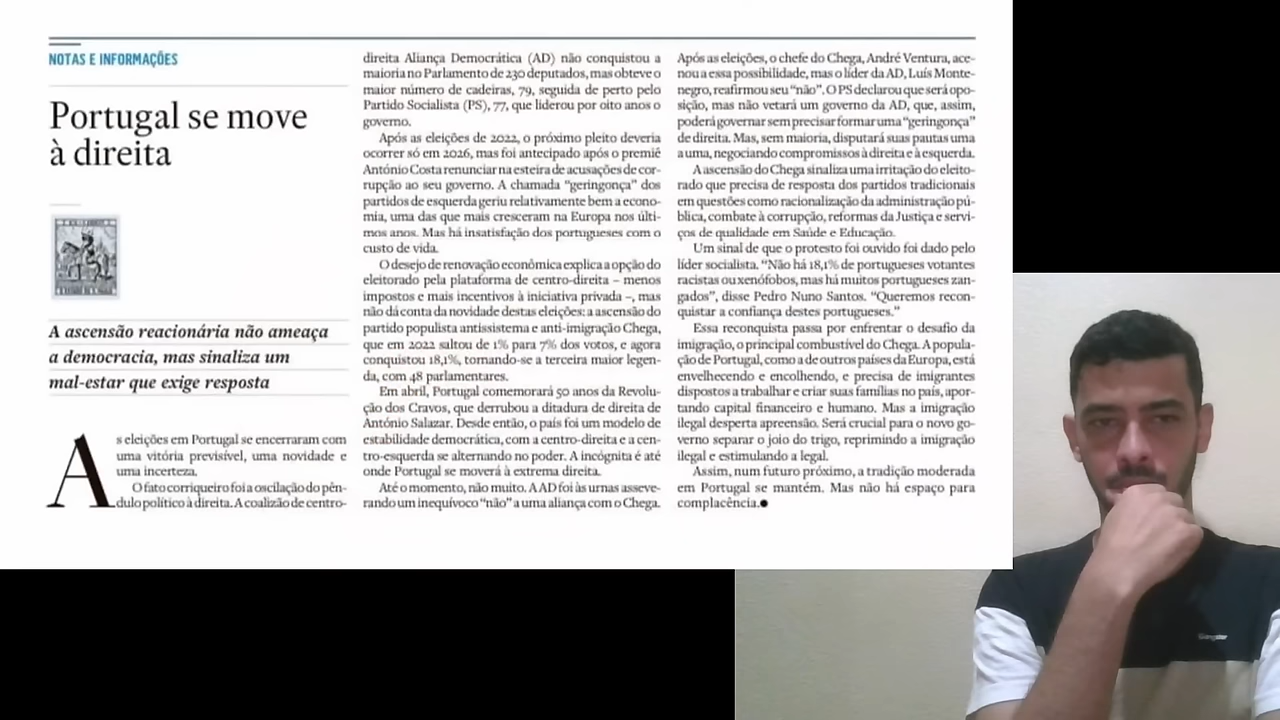 NOTAS E INFORMAÇÕES
Portugal se move
à direita
A ascensão reacionária não ameaça
a democracia, mas sinaliza um
mal-estar que exige resposta
As eleições em Portugal se encerraram com
uma vitória previsível, uma novidade e
uma incerteza.
O fato corriqueiro foi a oscilação do pên-
dulo político à direita. A coalizão de centro-
direita Aliança Democrática (AD) não conquistou a
maioria no Parlamento de 230 deputados, mas obteve o
maior número de cadeiras, 79, seguida de perto pelo
Partido Socialista (PS), 77, que liderou por oito anos o
governo.
Após as eleições de 2022, o próximo pleito deveria
ocorrer só em 2026, mas foi antecipado após o premiê
António Costa renunciar na esteira de acusações de cor-
rupção ao seu governo. A chamada “geringonça” dos
partidos de esquerda geriu relativamente bem a econo-
mia, uma das que mais cresceram na Europa nos últi-
mos anos. Mas há insatisfação dos portugueses com o
custo de vida.
O desejo de renovação econômica explica a opção do
eleitorado pela plataforma de centro-direita – menos
impostos e mais incentivos à iniciativa privada –, mas
não dá conta da novidade destas eleições: a ascensão do
partido populista antissistema e anti-imigração Chega,
que em 2022 saltou de 1% para 7% dos votos, e agora
conquistou 18,1%, tornando-se a terceira maior legen-
da, com 48 parlamentares.
Em abril, Portugal comemorará 50 anos da Revolu-
ção dos Cravos, que derrubou a ditadura de direita de
António Salazar. Desde então, o país foi um modelo de
estabilidade democrática, com a centro-direita e a cen-
tro-esquerda se alternando no poder. A incógnita é até
onde Portugal se moverá à extrema direita.
Até o momento, não muito. A AD foi às urnas asseve-
rando um inequívoco “não” a uma aliança com o Chega.
Após as eleições, o chefe do Chega, André Ventura, ace-
nou a essa possibilidade, mas o líder da AD, Luís Monte-
negro, reafirmou seu “não”. O PS declarou que será opo-
sição, mas não vetará um governo da AD, que, assim,
poderá governar sem precisar formar uma “geringonça”
de direita. Mas, sem maioria, disputará suas pautas uma
a uma, negociando compromissos à direita e à esquerda.
A ascensão do Chega sinaliza uma irritação do eleito-
rado que precisa de resposta dos partidos tradicionais
em questões como racionalização da administração pú-
blica, combate à corrupção, reformas da Justiça e servi-
ços de qualidade em Saúde e Educação.
Um sinal de que o protesto foi ouvido foi dado pelo
líder socialista. “Não há 18,1% de portugueses votantes
racistas ou xenófobos, mas há muitos portugueses zan-
gados”, disse Pedro Nuno Santos. “Queremos recon-
quistar a confiança destes portugueses.”
Essa reconquista passa por enfrentar o desafio da
imigração, o principal combustível do Chega. A popula-
ção de Portugal, como a de outros países da Europa, está
envelhecendo e encolhendo, e precisa de imigrantes
dispostos a trabalhar e criar suas famílias no país, apor-
tando capital financeiro e humano. Mas a imigração
ilegal desperta apreensão. Será crucial para o novo go-
verno separar o joio do trigo, reprimindo a imigração
ilegal e estimulando a legal.
Assim, num futuro próximo, a tradição moderada
em Portugal se mantém. Mas não há espaço para
complacência.●